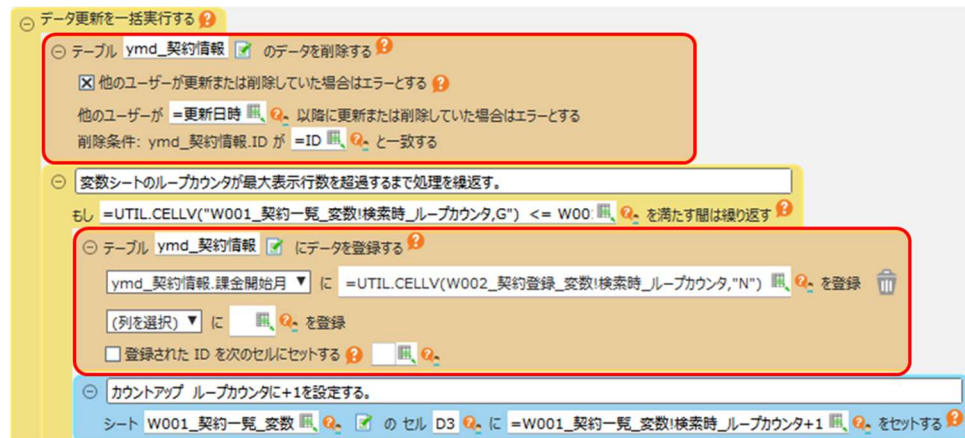 データ更新を一括実行する
テーブル ymd_契約情報 のデータを削除する
他のユーザーが更新または削除していた場合はエラーとする
他のユーザーが =更新日時 以降に更新または削除していた場合はエラーとする
削除条件: ymd_契約情報.ID が =ID と一致する
変数シートのループカウンタが最大表示行数を超過するまで処理を繰返す。
もし =UTIL.CELLV("W001_契約一覧_変数!検索時_ループカウンタ,G") <= W00 を満たす間は繰り返す
テーブル ymd_契約情報 にデータを登録する
ymd_契約情報.課金開始月 ▼ に =UTIL.CELLV(W002_契約登録_変数!検索時_ループカウンタ,"N") を登録
(列を選択) ▼ に を登録
登録された ID を次のセルにセットする
カウントアップ ループカウンタに+1を設定する。
シート W001_契約一覧_変数 の セル D3 に =W001_契約一覧_変数!検索時_ループカウンタ+1 をセットする